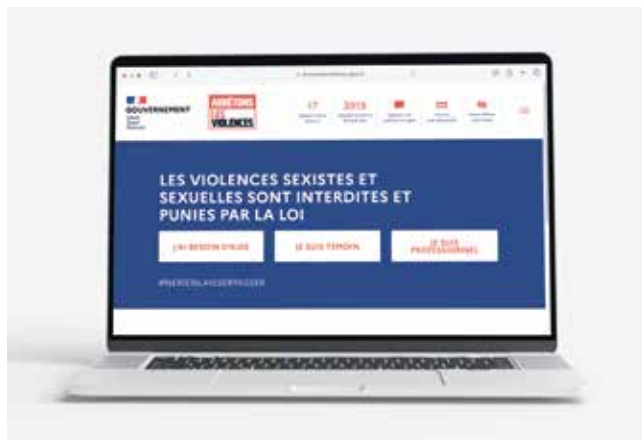 GOUVERNEMENT
ARRÊTONS
LES
VIOLENCES
17
3919
LES VIOLENCES SEXISTES ET
SEXUELLES SONT INTERDITES ET
PUNIES PAR LA LOI
J'AI BESOIN D'AIDE
JE SUIS TÉMOIN
JE SUIS
PROFESSIONNEL
#NERIENLAISSERPASSER